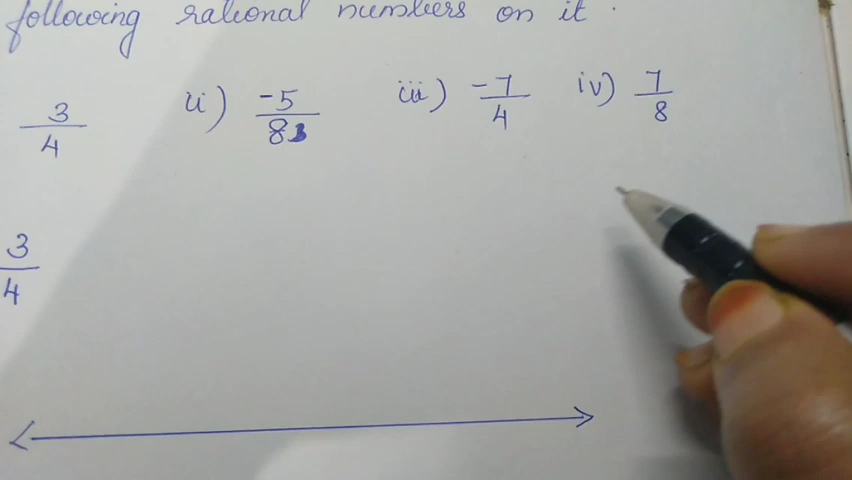 following rational numbers on it.
3/4 ii) -5/8 iii) -7/4 iv) 7/8
3/4